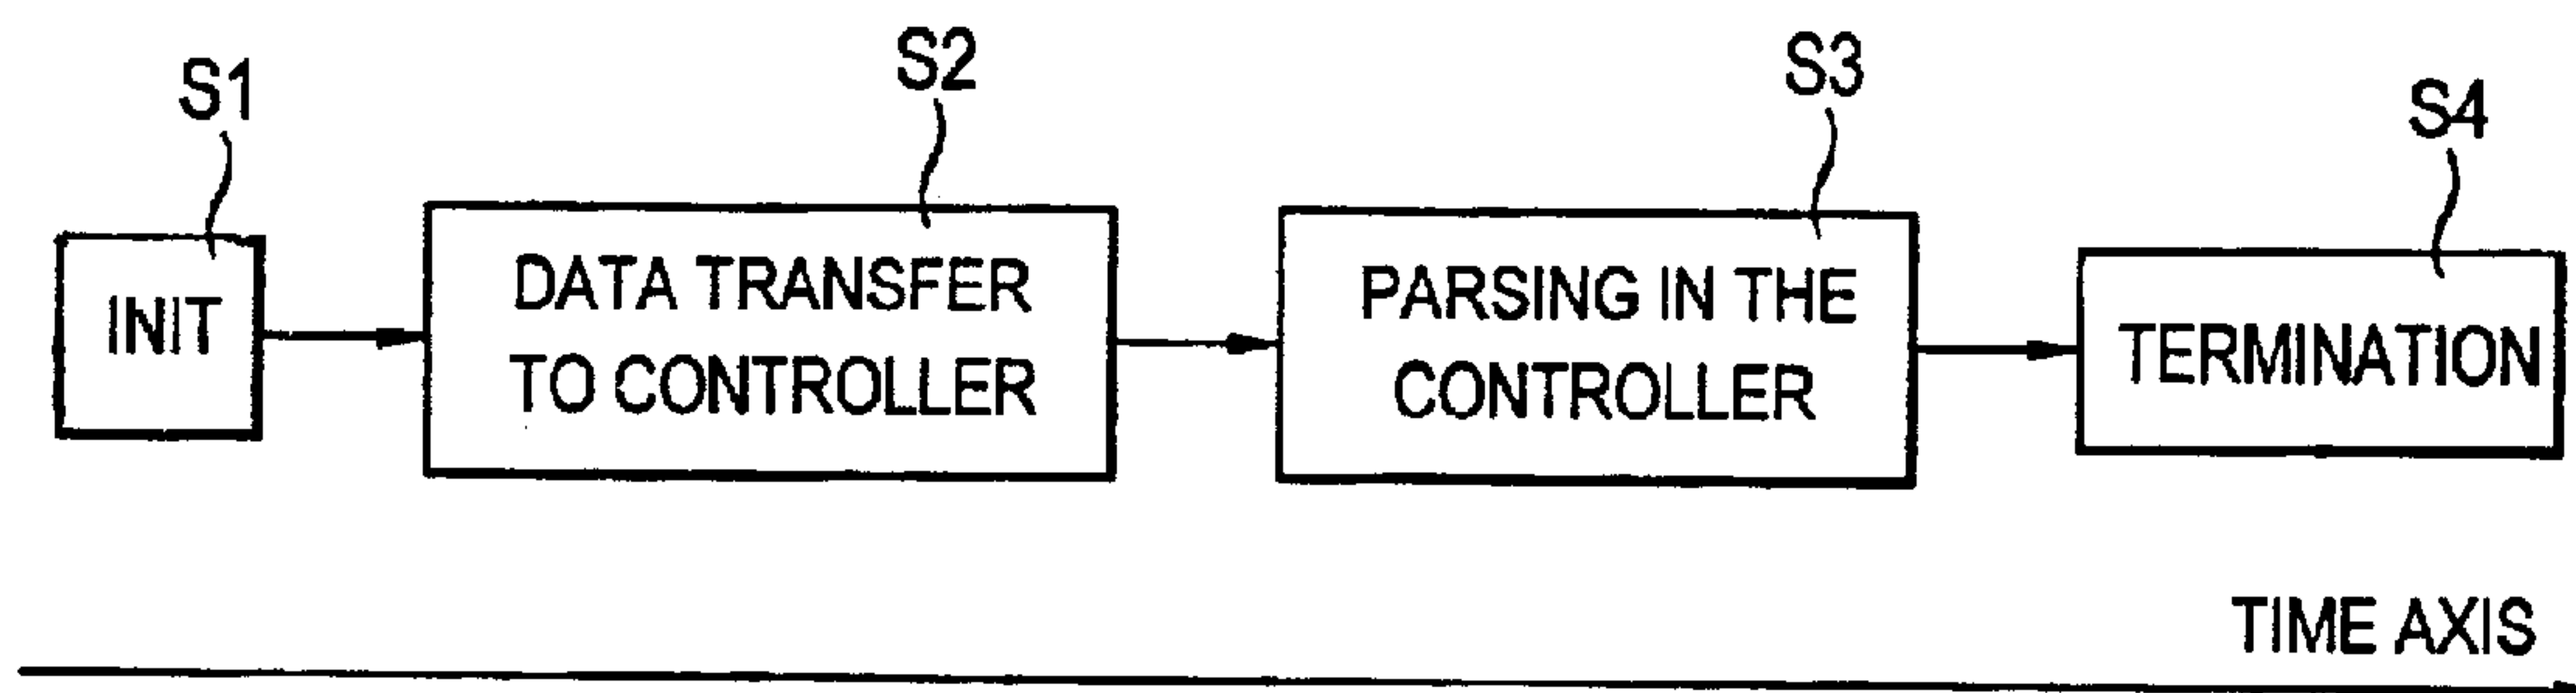 S1
S2
S3
S4
INIT
DATA TRANSFER
TO CONTROLLER
PARSING IN THE
CONTROLLER
TERMINATION
TIME AXIS